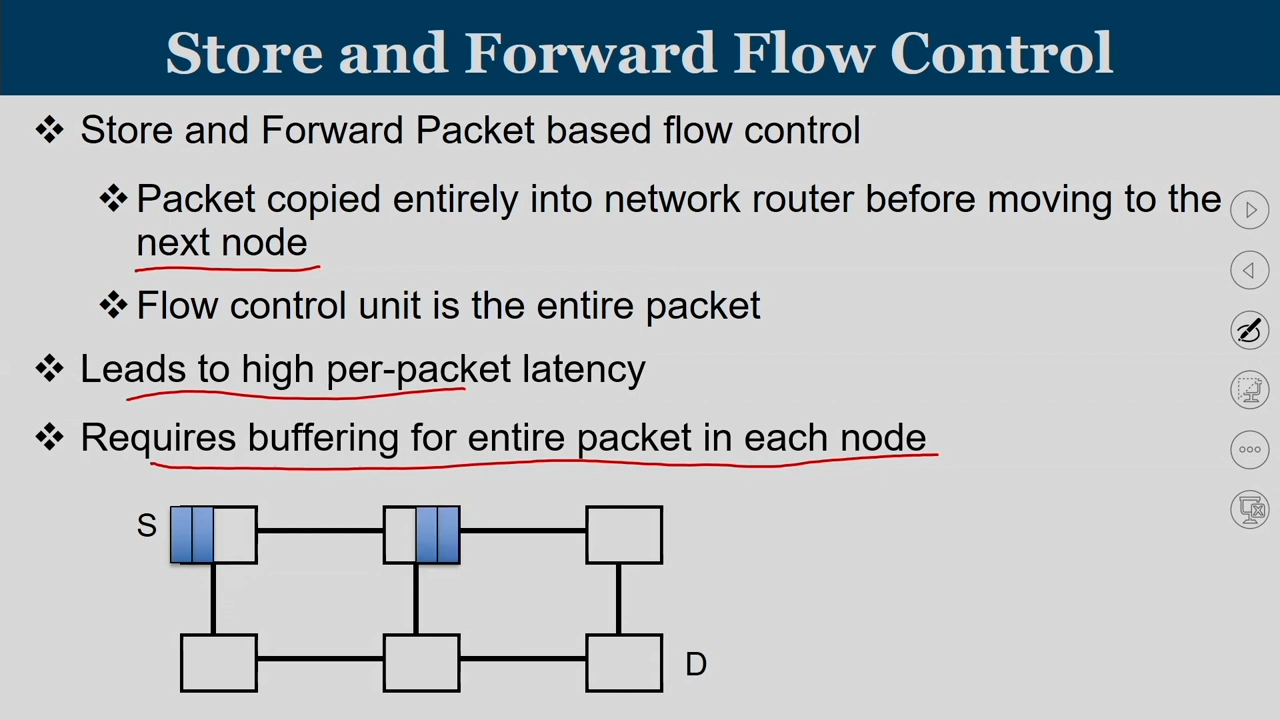 Store and Forward Flow Control
❖ Store and Forward Packet based flow control
❖ Packet copied entirely into network router before moving to the
next node
❖ Flow control unit is the entire packet
❖ Leads to high per-packet latency
❖ Requires buffering for entire packet in each node
S
D